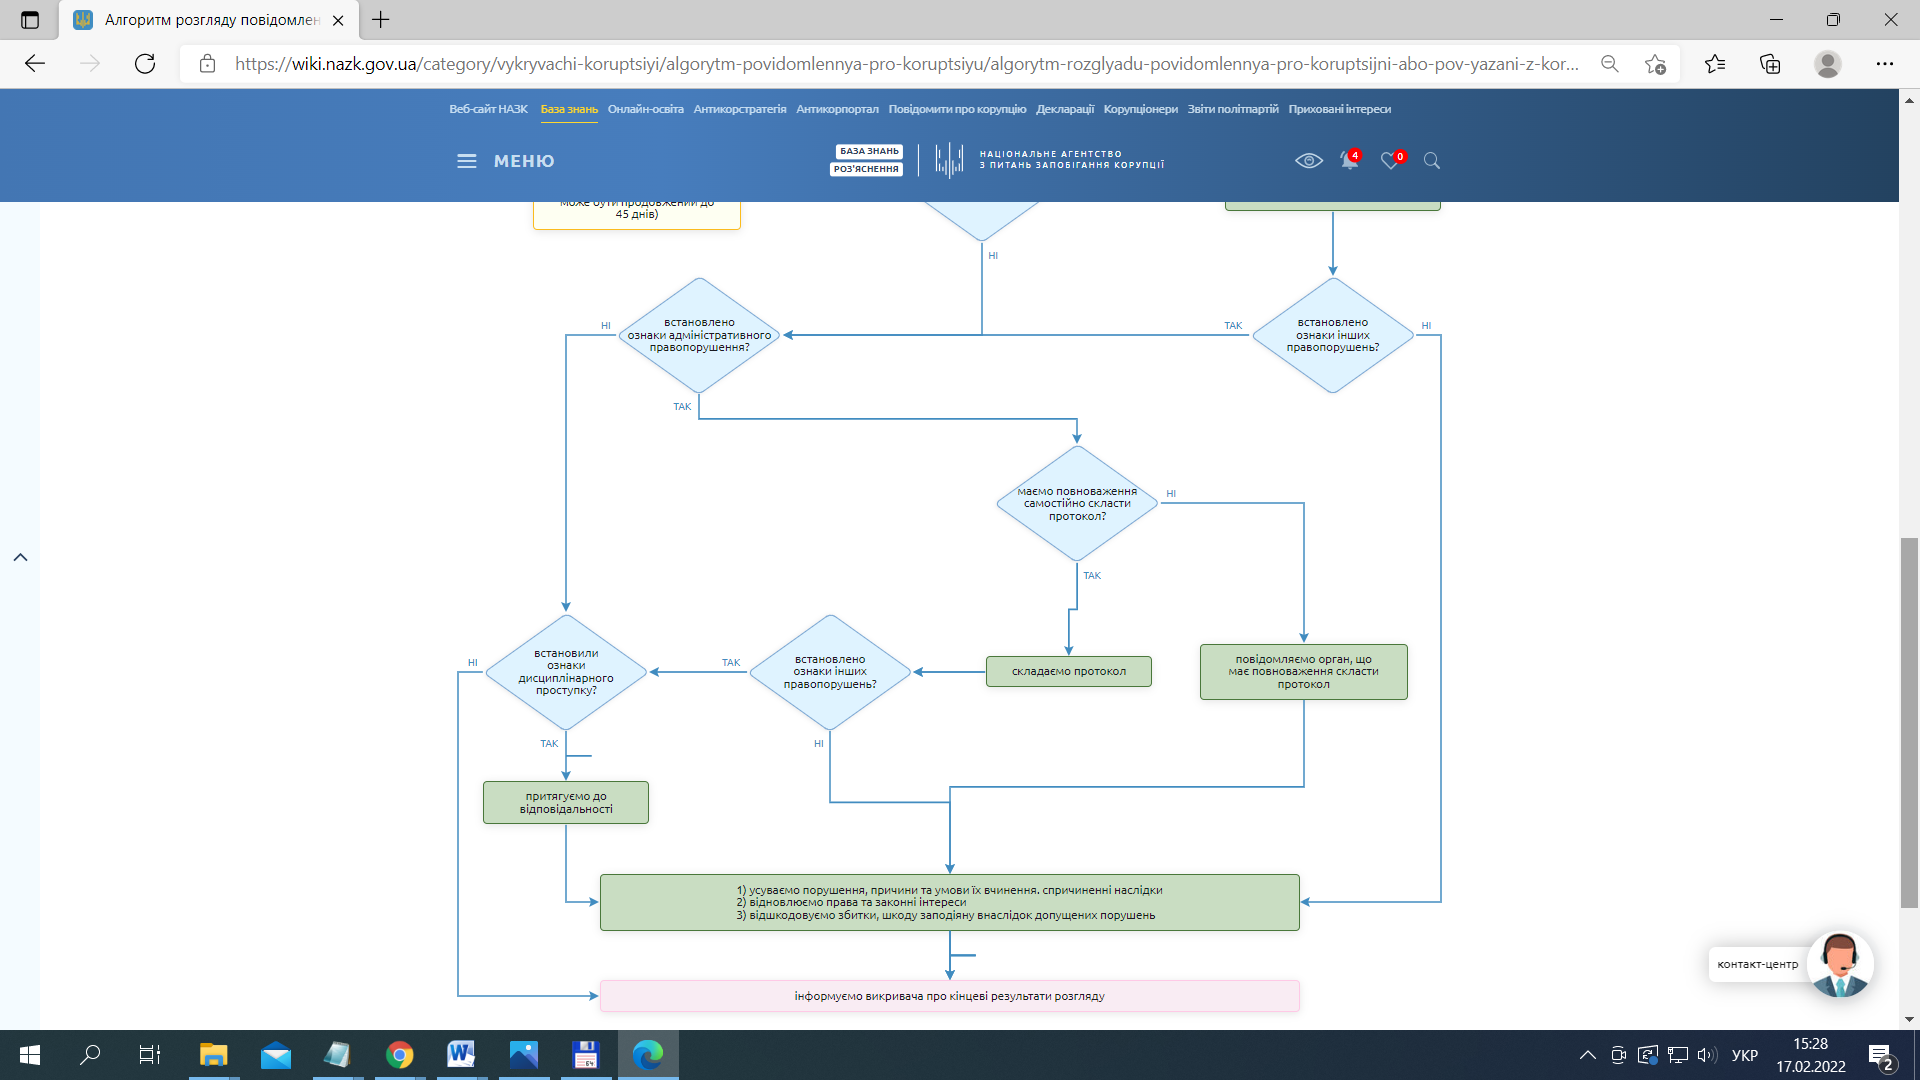 Алгоритм розгляду повідомлен
https://wiki.nazk.gov.ua/category/vykryvachi-koruptsiyi/algorytm-povidomlennya-pro-koruptsiyu/algorytm-rozglyadu-povidomlennya-pro-koruptsijni-abo-pov-yazani-z-kor...
Веб-сайт НАЗК База знань Онлайн-освіта Антикорстратегія Антикорпортал Повідомити про корупцію Декларації Корупціонери Звіти політпартій Приховані інтереси
МЕНЮ
БАЗА ЗНАНЬ
РОЗ'ЯСНЕННЯ
НАЦІОНАЛЬНЕ АГЕНТСТВО
З ПИТАНЬ ЗАПОБІГАННЯ КОРУПЦІЇ
4
0
може бути продовжений до
45 днів)
НІ
НІ
встановлено
ознаки адміністративного
правопорушення?
ТАК
встановлено
ознаки інших
правопорушень?
НІ
ТАК
маємо повноваження
самостійно скласти
протокол?
НІ
ТАК
НІ
встановили
ознаки
дисциплінарного
проступку?
ТАК
встановлено
ознаки інших
правопорушень?
складаємо протокол
повідомляємо орган, що
має повноваження скласти
протокол
ТАК
НІ
притягуємо до
відповідальності
1) усуваємо порушення, причини та умови їх вчинення. спричиненні наслідки
2) відновлюємо права та законні інтереси
3) відшкодовуємо збитки, шкоду заподіяну внаслідок допущених порушень
контакт-центр
інформуємо викривача про кінцеві результати розгляду
64
УКР
15:28
17.02.2022
2